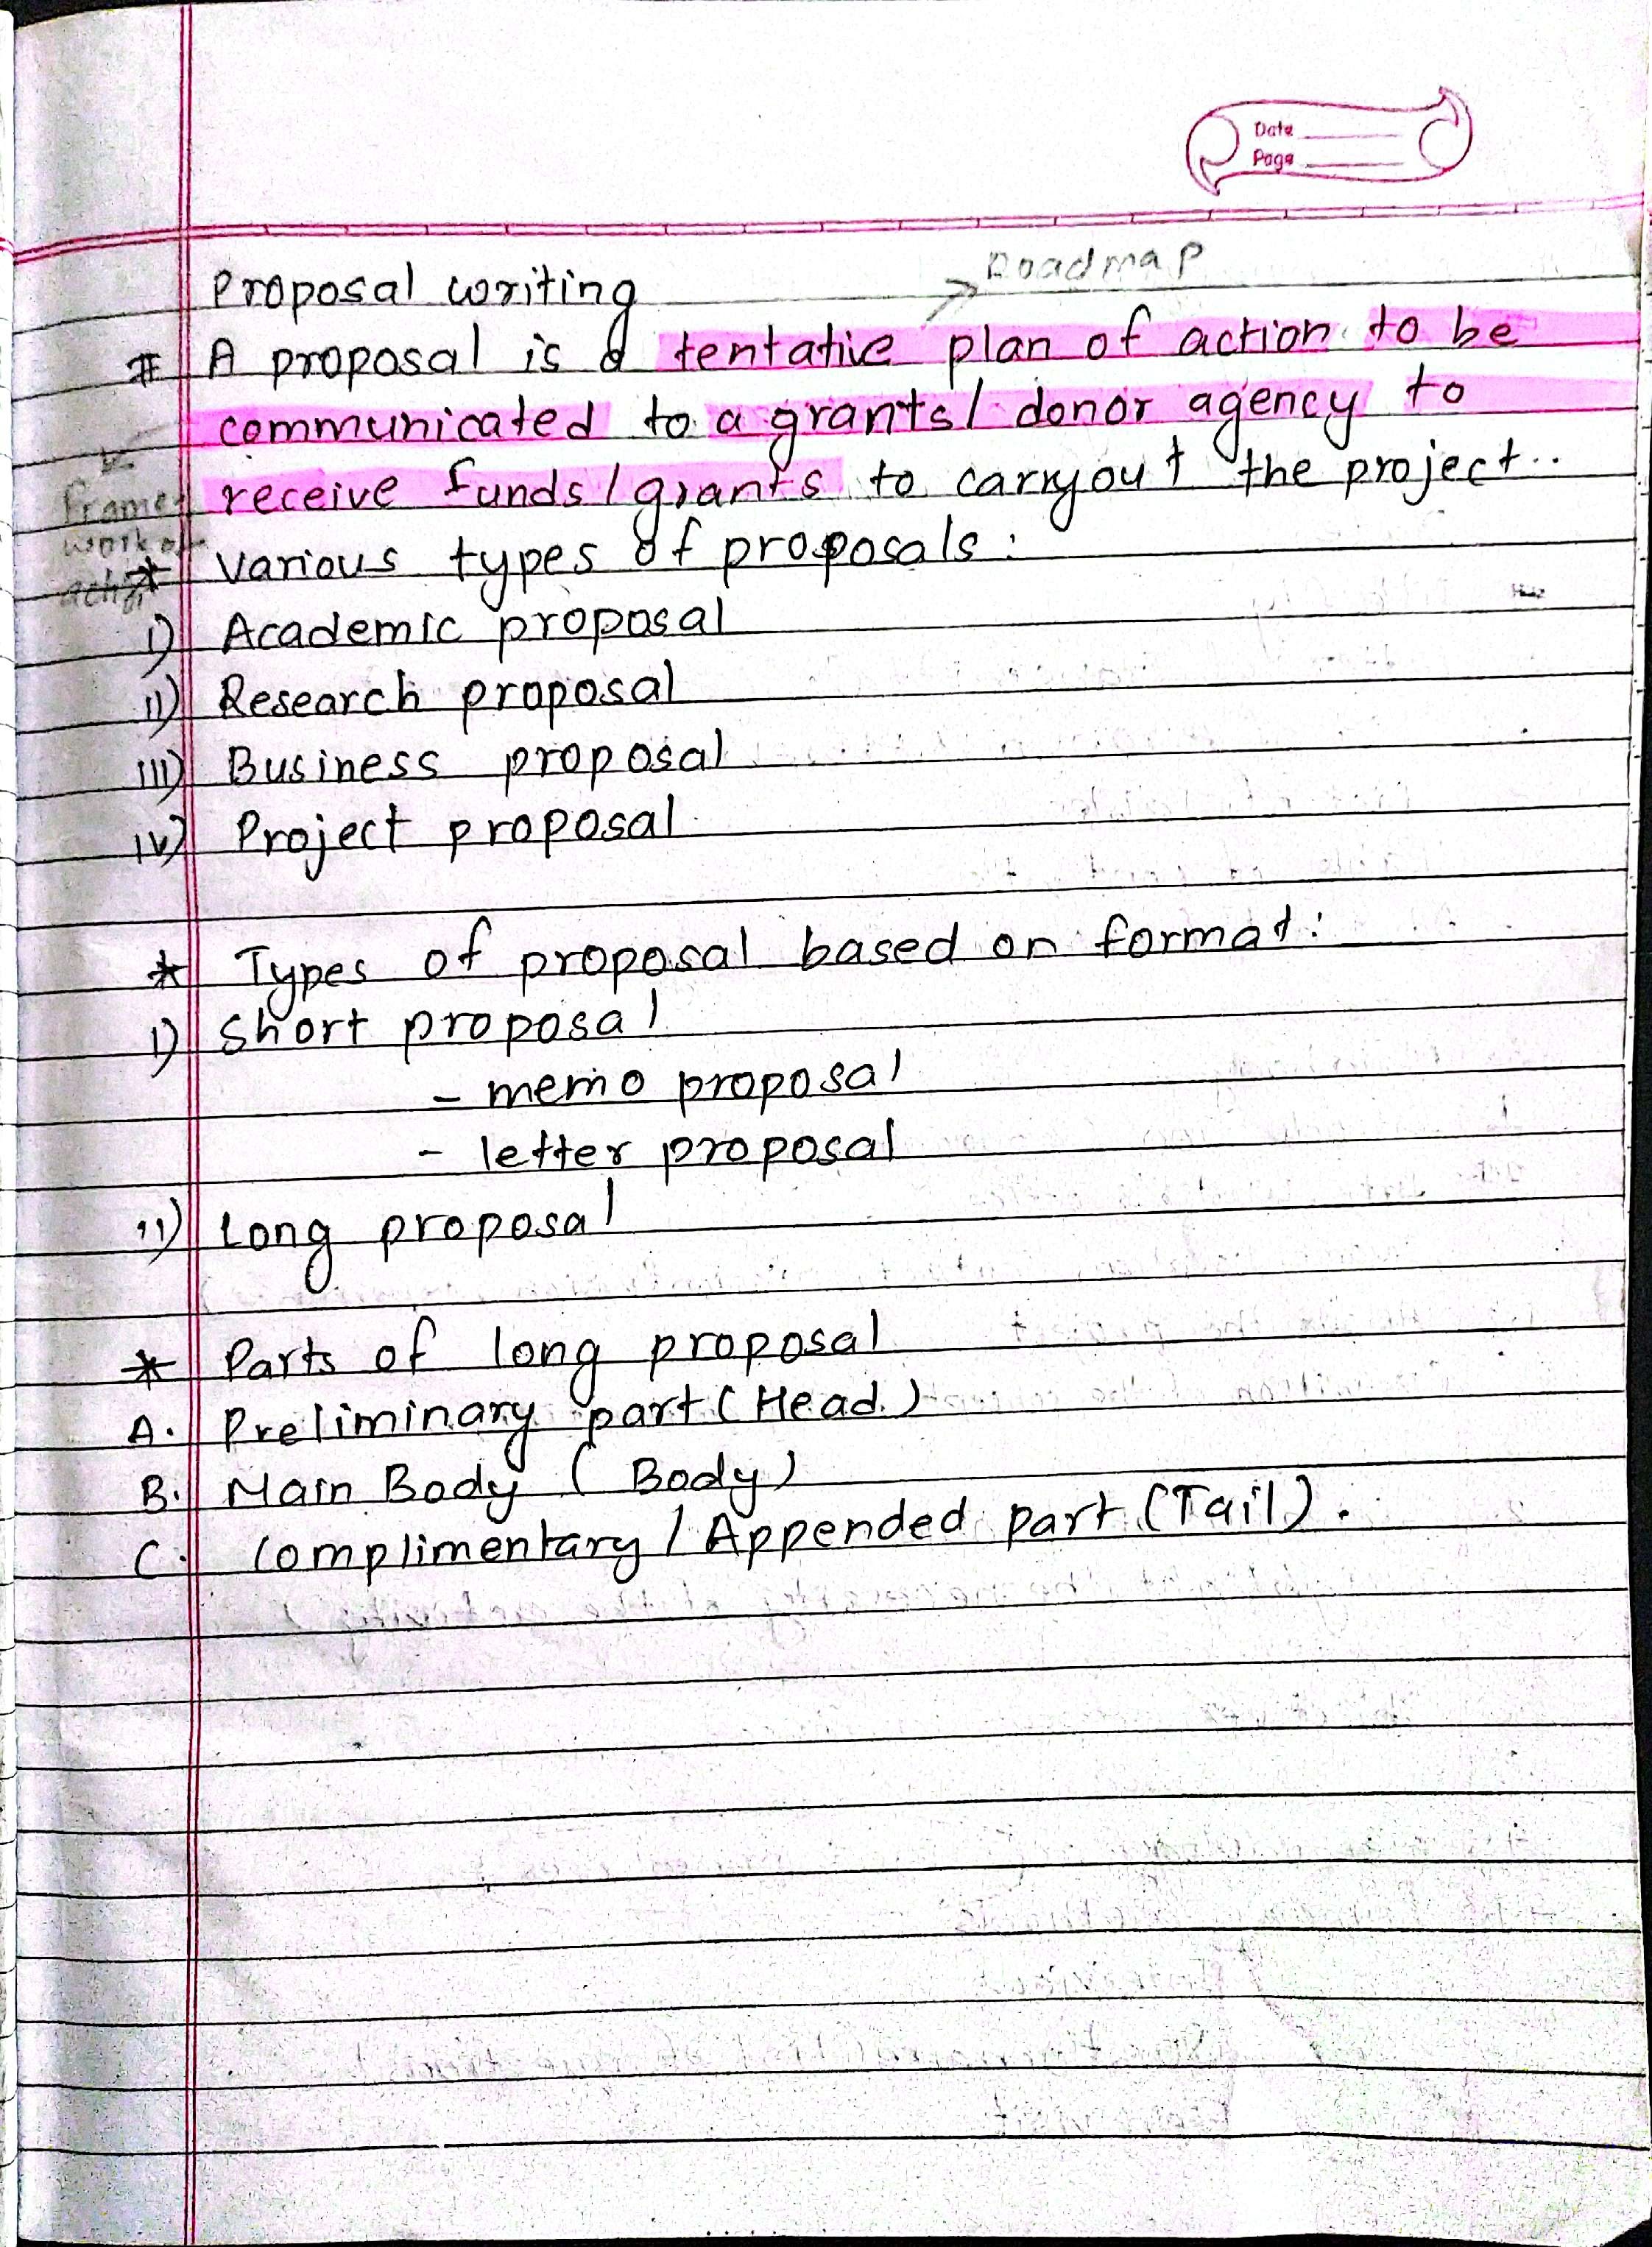 Date
Page
Roadmap
Proposal writing
# A proposal is a tentative plan of action to be
communicated to a grants/ donor agency to
receive funds/grants to carryout the project..
Frame
work of
action
* various types of proposals:
i) Academic proposal
ii) Research proposal
iii) Business proposal
iv) Project proposal
* Types of proposal based on format:
i) Short proposal
- memo proposal
- letter proposal
ii) Long proposal
* Parts of long proposal
A. Preliminary part (Head)
B. Main Body (Body)
C. Complimentary / Appended part (Tail).